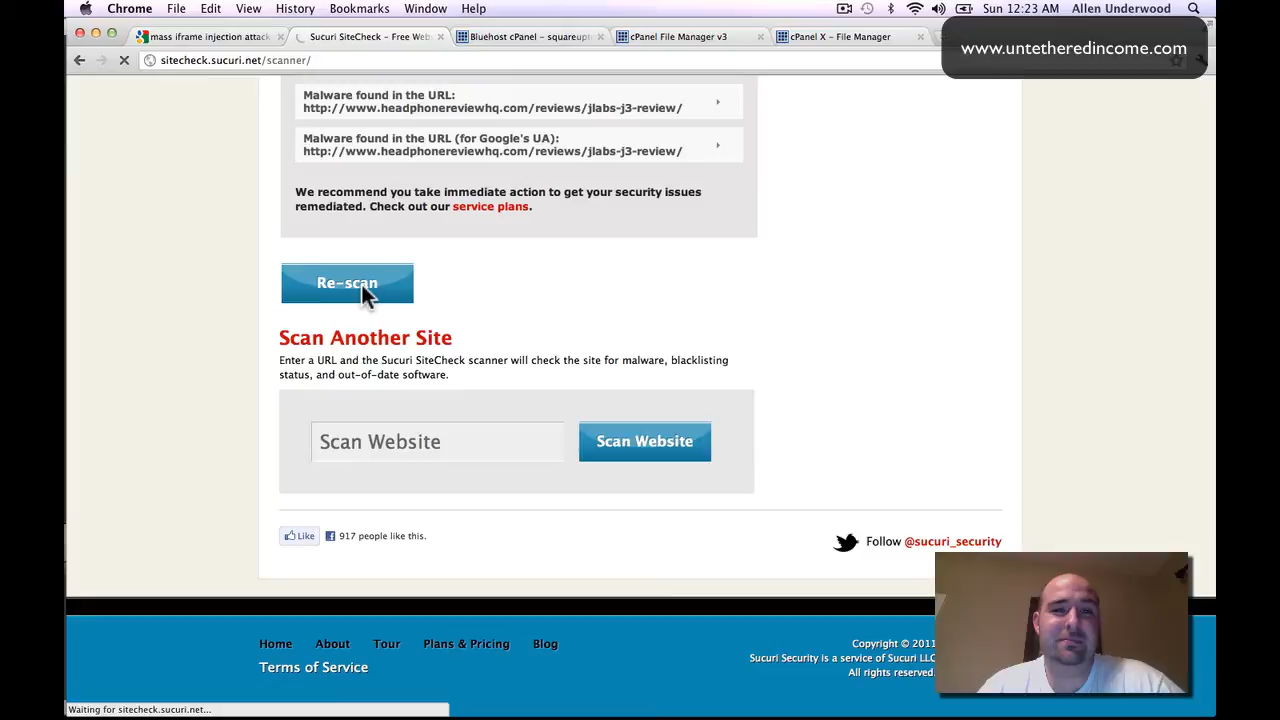 Chrome File Edit View History Bookmarks Window Help Sun 12:23 AM Allen Underwood
mass iframe injection attack Sucuri SiteCheck - Free Web Bluehost cPanel - squareup cPanel File Manager v3 cPanel X - File Manager
www.untetheredincome.com
sitecheck.sucuri.net/scanner/
Malware found in the URL:
http://www.headphonereviewhq.com/reviews/jlabs-j3-review/
Malware found in the URL (for Google's UA):
http://www.headphonereviewhq.com/reviews/jlabs-j3-review/
We recommend you take immediate action to get your security issues
remediated. Check out our service plans.
Re-scan
Scan Another Site
Enter a URL and the Sucuri SiteCheck scanner will check the site for malware, blacklisting
status, and out-of-date software.
Scan Website Scan Website
Like 917 people like this.
Follow @sucuri_security
Home About Tour Plans & Pricing Blog
Terms of Service
Copyright © 2011
Sucuri Security is a service of Sucuri LLC
All rights reserved.
Waiting for sitecheck.sucuri.net...